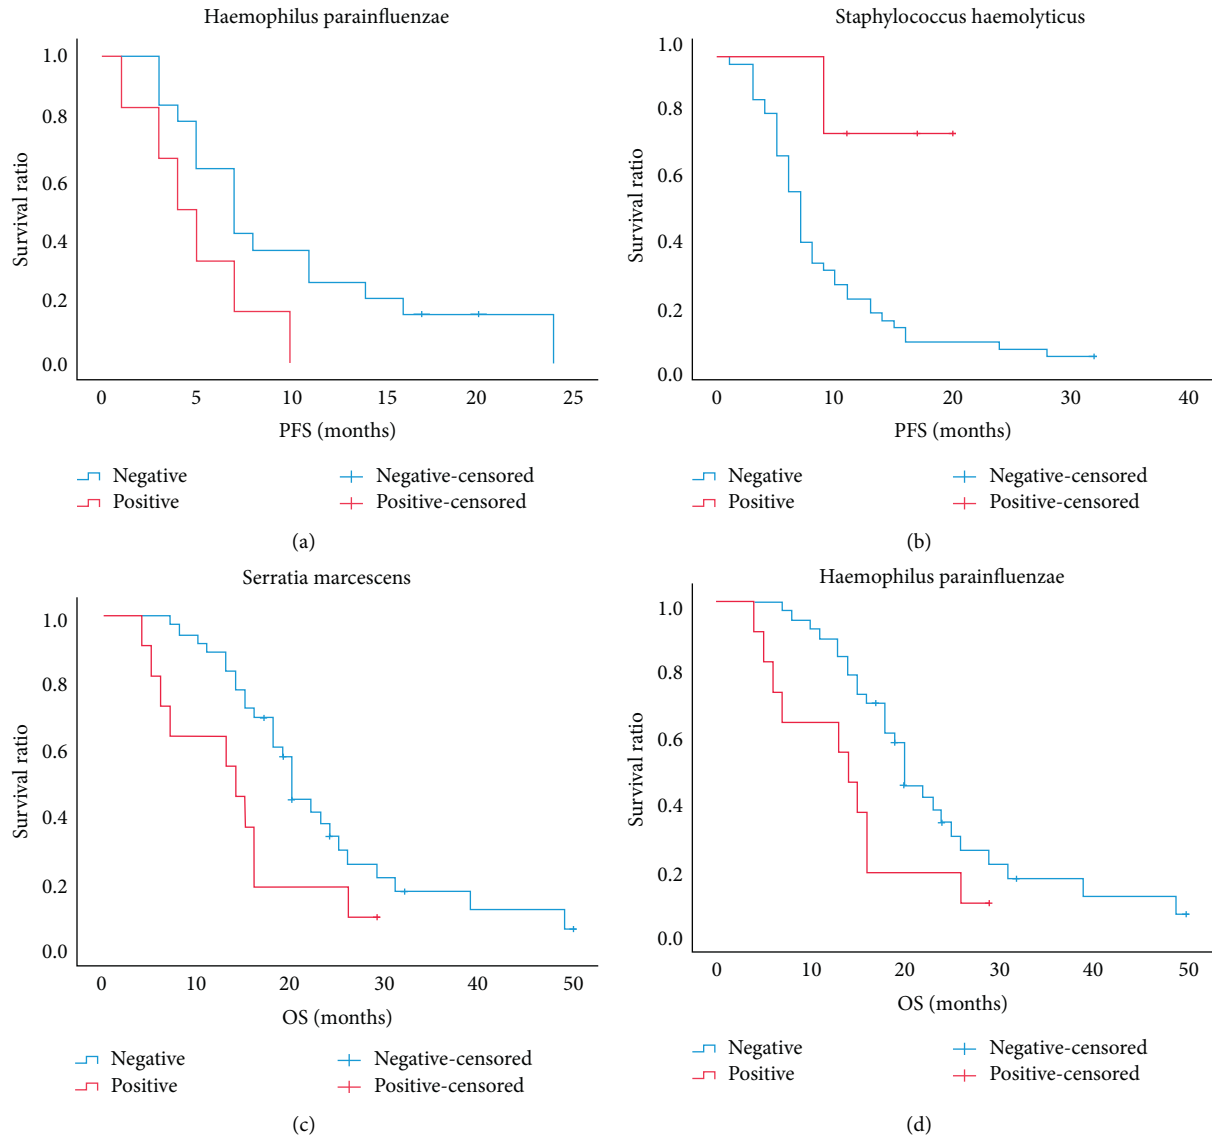 Haemophilus parainfluenzae
1.0
0.8
0.6
0.4
0.2
0.0
Survival ratio
0 5 10 15 20 25
PFS (months)
Negative Negative-censored
Positive Positive-censored
(a)
Staphylococcus haemolyticus
1.0
0.8
0.6
0.4
0.2
0.0
Survival ratio
0 10 20 30 40
PFS (months)
Negative Negative-censored
Positive Positive-censored
(b)
Serratia marcescens
1.0
0.8
0.6
0.4
0.2
0.0
Survival ratio
0 10 20 30 40 50
OS (months)
Negative Negative-censored
Positive Positive-censored
(c)
Haemophilus parainfluenzae
1.0
0.8
0.6
0.4
0.2
0.0
Survival ratio
0 10 20 30 40 50
OS (months)
Negative Negative-censored
Positive Positive-censored
(d)